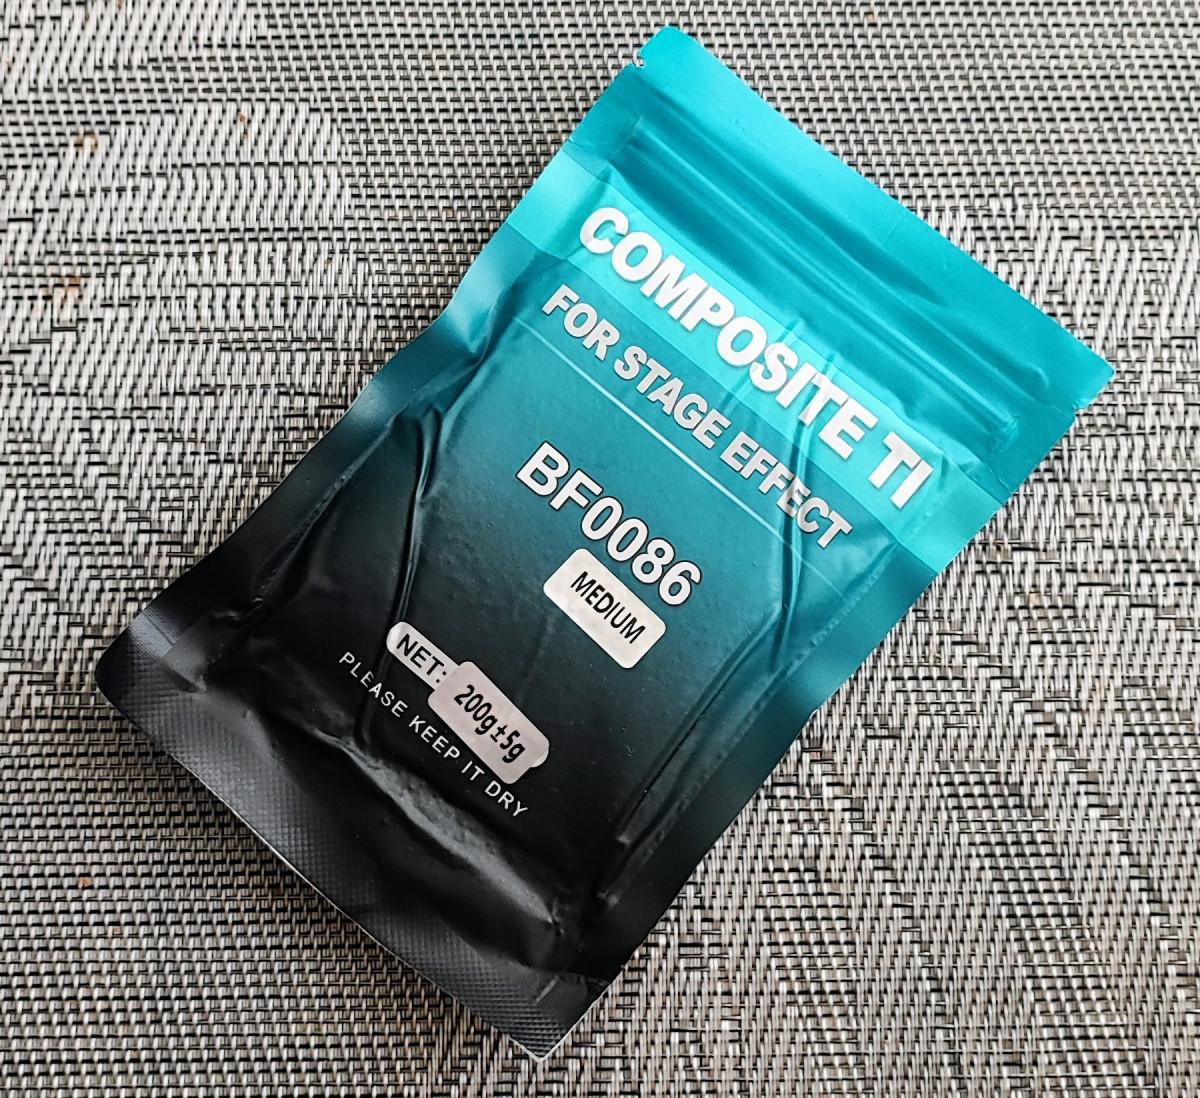 COMPOSITE TI
FOR STAGE EFFECT
BF0086
MEDIUM
NET: 200g±5g
PLEASE KEEP IT DRY